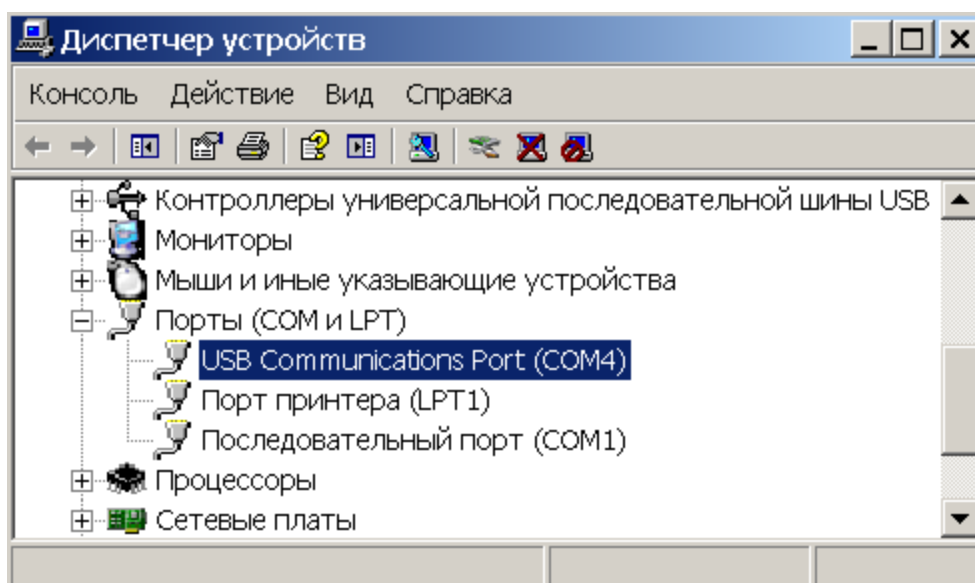 Диспетчер устройств
Консоль Действие Вид Справка
Контроллеры универсальной последовательной шины USB
Мониторы
Мыши и иные указывающие устройства
Порты (COM и LPT)
USB Communications Port (COM4)
Порт принтера (LPT1)
Последовательный порт (COM1)
Процессоры
Сетевые платы